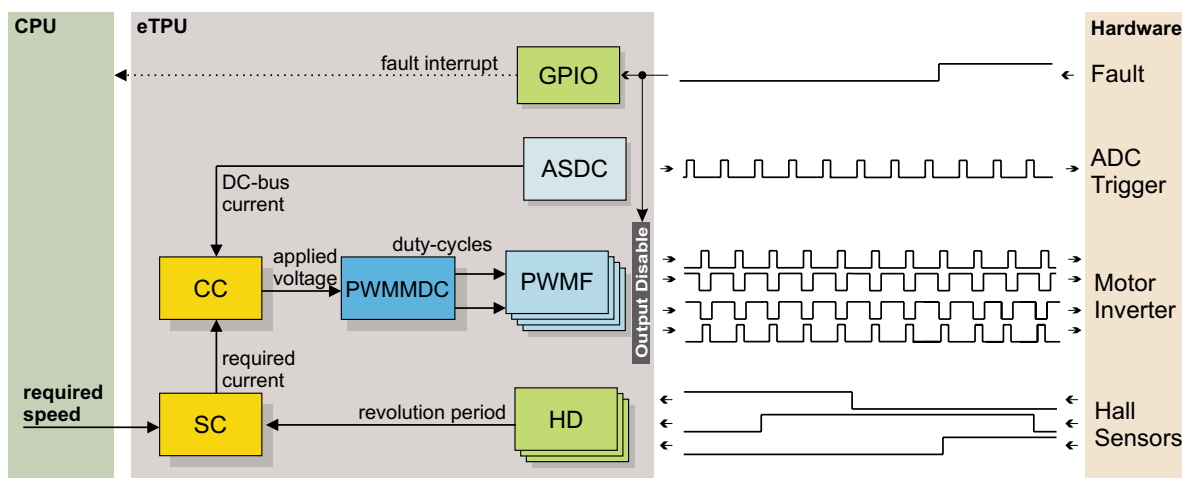 CPU
eTPU
Hardware
fault interrupt
GPIO
Fault
ASDC
ADC
Trigger
DC-bus
current
applied
voltage
duty-cycles
CC
PWMMDC
PWMF
Output Disable
Motor
Inverter
required
current
required
speed
SC
revolution period
HD
Hall
Sensors